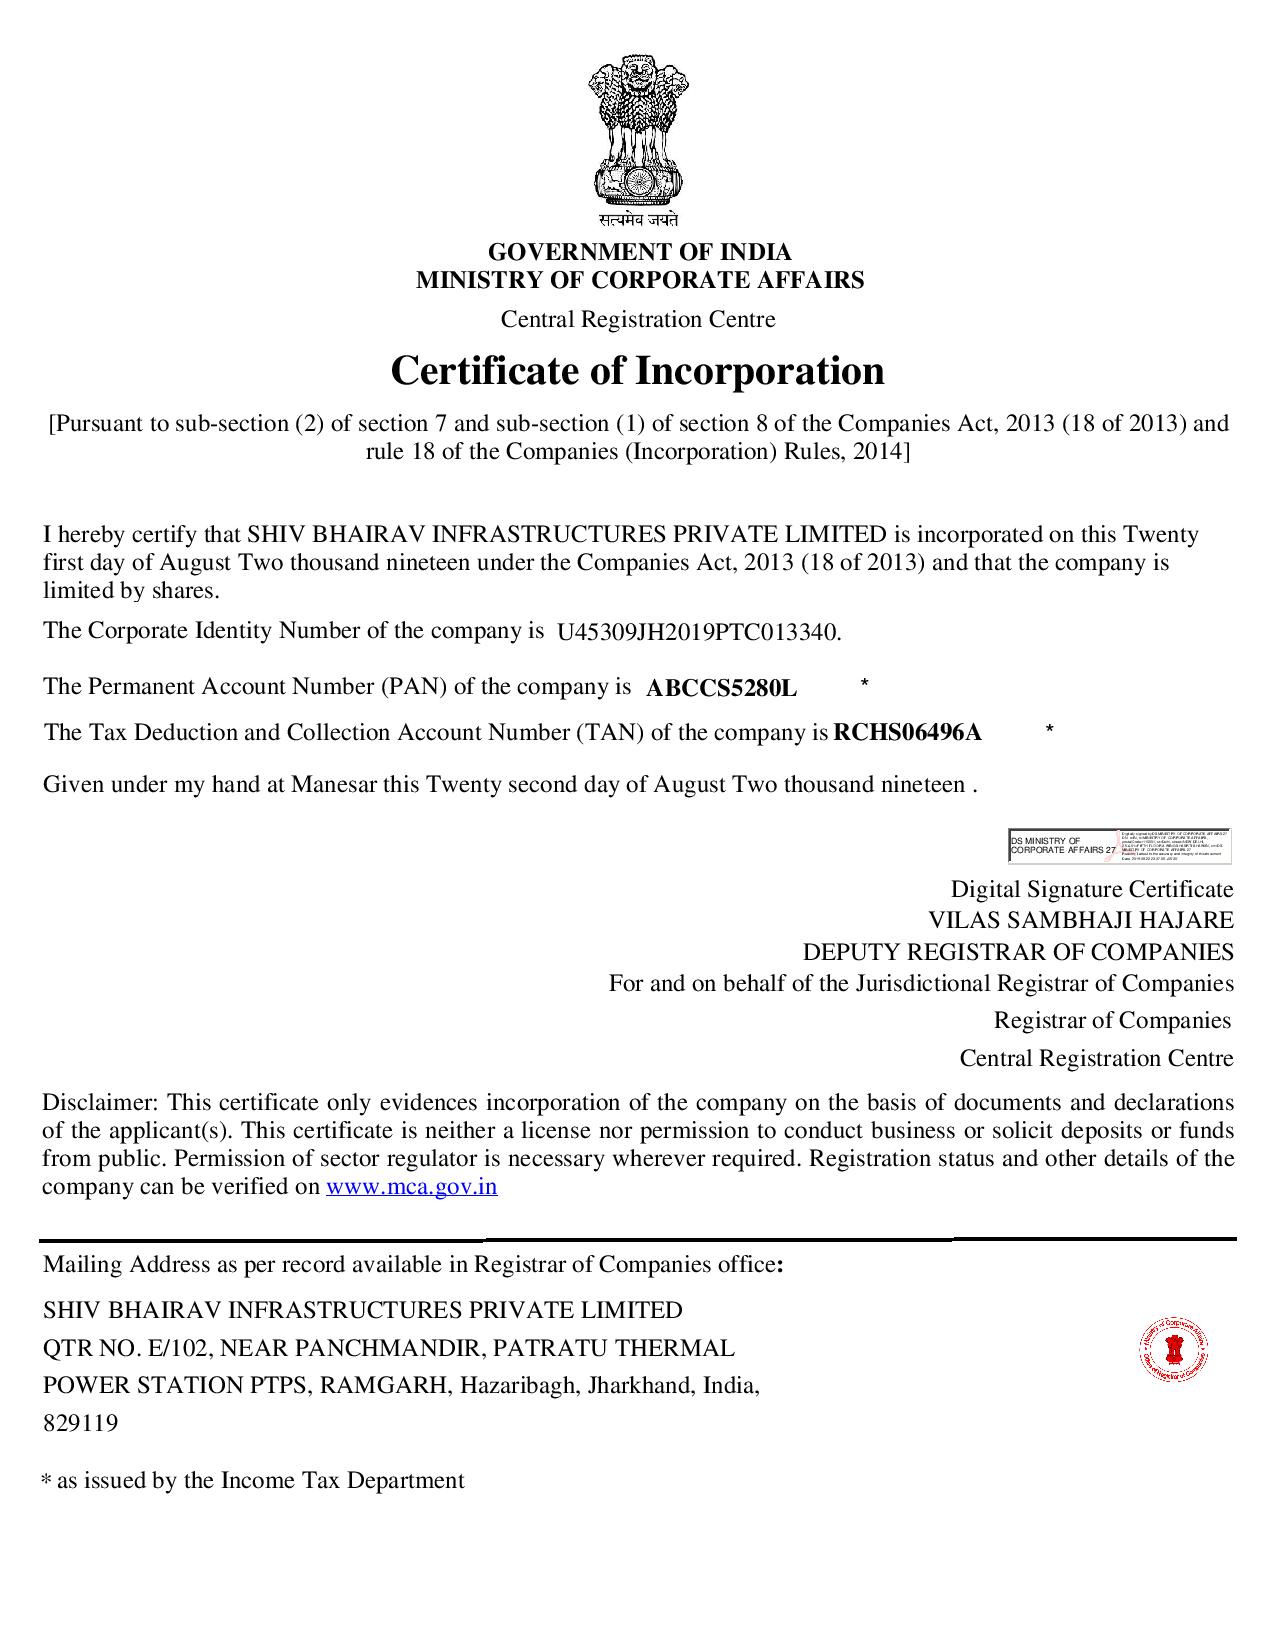 सत्यमेव जयते
GOVERNMENT OF INDIA
MINISTRY OF CORPORATE AFFAIRS
Central Registration Centre
Certificate of Incorporation
[Pursuant to sub-section (2) of section 7 and sub-section (1) of section 8 of the Companies Act, 2013 (18 of 2013) and
rule 18 of the Companies (Incorporation) Rules, 2014]
I hereby certify that SHIV BHAIRAV INFRASTRUCTURES PRIVATE LIMITED is incorporated on this Twenty
first day of August Two thousand nineteen under the Companies Act, 2013 (18 of 2013) and that the company is
limited by shares.
The Corporate Identity Number of the company is U45309JH2019PTC013340.
The Permanent Account Number (PAN) of the company is ABCCS5280L *
The Tax Deduction and Collection Account Number (TAN) of the company is RCHS06496A *
Given under my hand at Manesar this Twenty second day of August Two thousand nineteen .
DS MINISTRY OF
CORPORATE AFFAIRS 27
Digital Signature Certificate
VILAS SAMBHAJI HAJARE
DEPUTY REGISTRAR OF COMPANIES
For and on behalf of the Jurisdictional Registrar of Companies
Registrar of Companies
Central Registration Centre
Disclaimer: This certificate only evidences incorporation of the company on the basis of documents and declarations
of the applicant(s). This certificate is neither a license nor permission to conduct business or solicit deposits or funds
from public. Permission of sector regulator is necessary wherever required. Registration status and other details of the
company can be verified on www.mca.gov.in
Mailing Address as per record available in Registrar of Companies office:
SHIV BHAIRAV INFRASTRUCTURES PRIVATE LIMITED
QTR NO. E/102, NEAR PANCHMANDIR, PATRATU THERMAL
POWER STATION PTPS, RAMGARH, Hazaribagh, Jharkhand, India,
829119
Ministry of Corporate Affairs
Office of Registrar of Companies
* as issued by the Income Tax Department